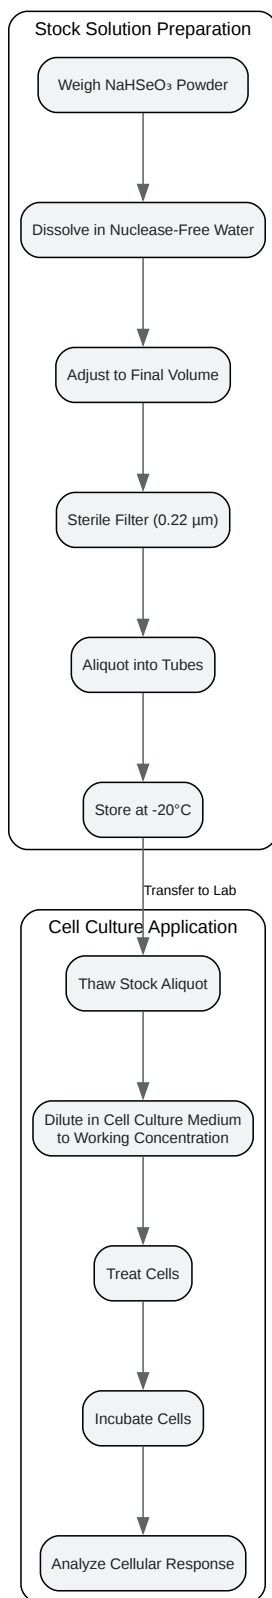 Stock Solution Preparation
Weigh NaHSeO₃ Powder
Dissolve in Nuclease-Free Water
Adjust to Final Volume
Sterile Filter (0.22 µm)
Aliquot into Tubes
Store at -20°C
Transfer to Lab
Cell Culture Application
Thaw Stock Aliquot
Dilute in Cell Culture Medium
to Working Concentration
Treat Cells
Incubate Cells
Analyze Cellular Response